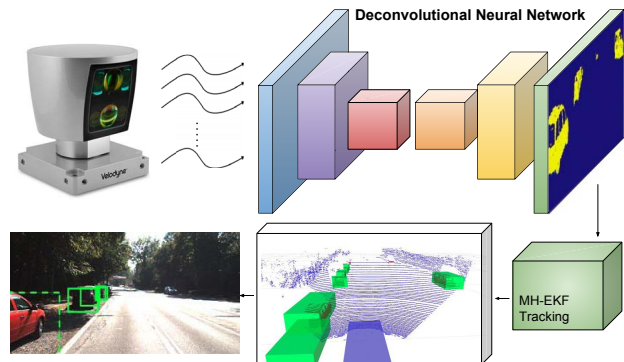 Deconvolutional Neural Network
Velodyne
MH-EKF
Tracking